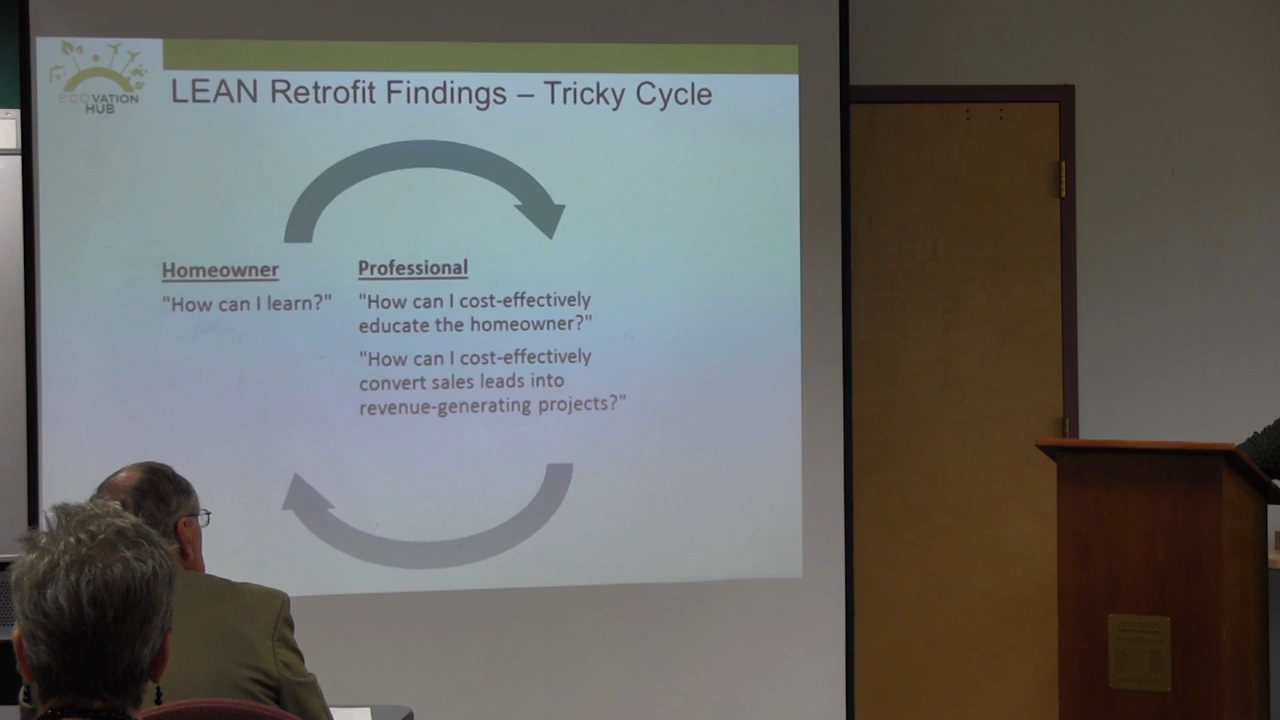 ecOVATION
HUB
LEAN Retrofit Findings – Tricky Cycle
Homeowner
"How can I learn?"
Professional
"How can I cost-effectively
educate the homeowner?"
"How can I cost-effectively
convert sales leads into
revenue-generating projects?"